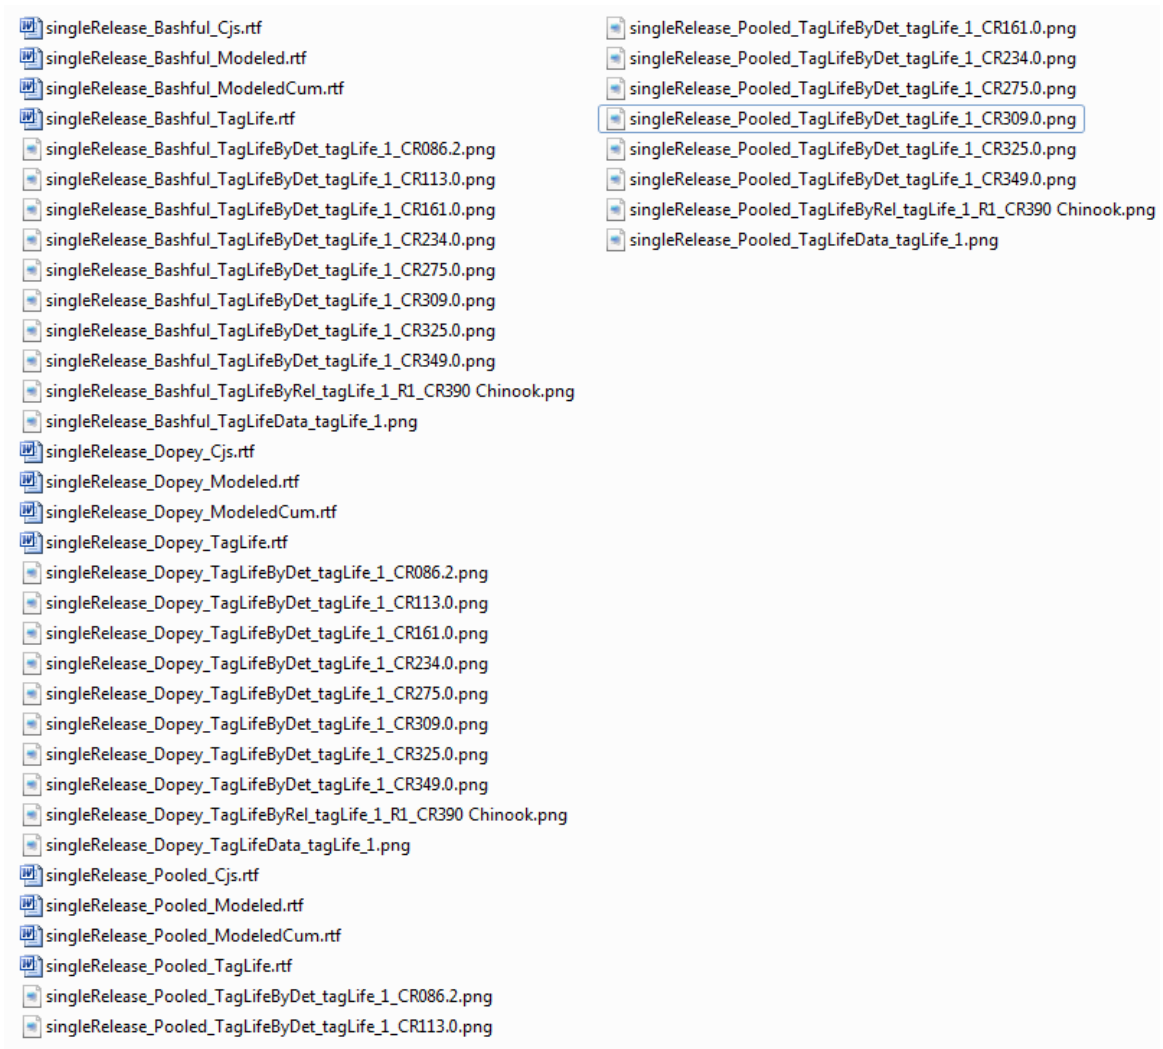 singleRelease_Bashful_Cjs.rtf
singleRelease_Bashful_Modeled.rtf
singleRelease_Bashful_ModeledCum.rtf
singleRelease_Bashful_TagLife.rtf
singleRelease_Bashful_TagLifeByDet_tagLife_1_CR086.2.png
singleRelease_Bashful_TagLifeByDet_tagLife_1_CR113.0.png
singleRelease_Bashful_TagLifeByDet_tagLife_1_CR161.0.png
singleRelease_Bashful_TagLifeByDet_tagLife_1_CR234.0.png
singleRelease_Bashful_TagLifeByDet_tagLife_1_CR275.0.png
singleRelease_Bashful_TagLifeByDet_tagLife_1_CR309.0.png
singleRelease_Bashful_TagLifeByDet_tagLife_1_CR325.0.png
singleRelease_Bashful_TagLifeByDet_tagLife_1_CR349.0.png
singleRelease_Bashful_TagLifeByRel_tagLife_1_R1_CR390 Chinook.png
singleRelease_Bashful_TagLifeData_tagLife_1.png
singleRelease_Dopey_Cjs.rtf
singleRelease_Dopey_Modeled.rtf
singleRelease_Dopey_ModeledCum.rtf
singleRelease_Dopey_TagLife.rtf
singleRelease_Dopey_TagLifeByDet_tagLife_1_CR086.2.png
singleRelease_Dopey_TagLifeByDet_tagLife_1_CR113.0.png
singleRelease_Dopey_TagLifeByDet_tagLife_1_CR161.0.png
singleRelease_Dopey_TagLifeByDet_tagLife_1_CR234.0.png
singleRelease_Dopey_TagLifeByDet_tagLife_1_CR275.0.png
singleRelease_Dopey_TagLifeByDet_tagLife_1_CR309.0.png
singleRelease_Dopey_TagLifeByDet_tagLife_1_CR325.0.png
singleRelease_Dopey_TagLifeByDet_tagLife_1_CR349.0.png
singleRelease_Dopey_TagLifeByRel_tagLife_1_R1_CR390 Chinook.png
singleRelease_Dopey_TagLifeData_tagLife_1.png
singleRelease_Pooled_Cjs.rtf
singleRelease_Pooled_Modeled.rtf
singleRelease_Pooled_ModeledCum.rtf
singleRelease_Pooled_TagLife.rtf
singleRelease_Pooled_TagLifeByDet_tagLife_1_CR086.2.png
singleRelease_Pooled_TagLifeByDet_tagLife_1_CR113.0.png
singleRelease_Pooled_TagLifeByDet_tagLife_1_CR161.0.png
singleRelease_Pooled_TagLifeByDet_tagLife_1_CR234.0.png
singleRelease_Pooled_TagLifeByDet_tagLife_1_CR275.0.png
singleRelease_Pooled_TagLifeByDet_tagLife_1_CR309.0.png
singleRelease_Pooled_TagLifeByDet_tagLife_1_CR325.0.png
singleRelease_Pooled_TagLifeByDet_tagLife_1_CR349.0.png
singleRelease_Pooled_TagLifeByRel_tagLife_1_R1_CR390 Chinook.png
singleRelease_Pooled_TagLifeData_tagLife_1.png